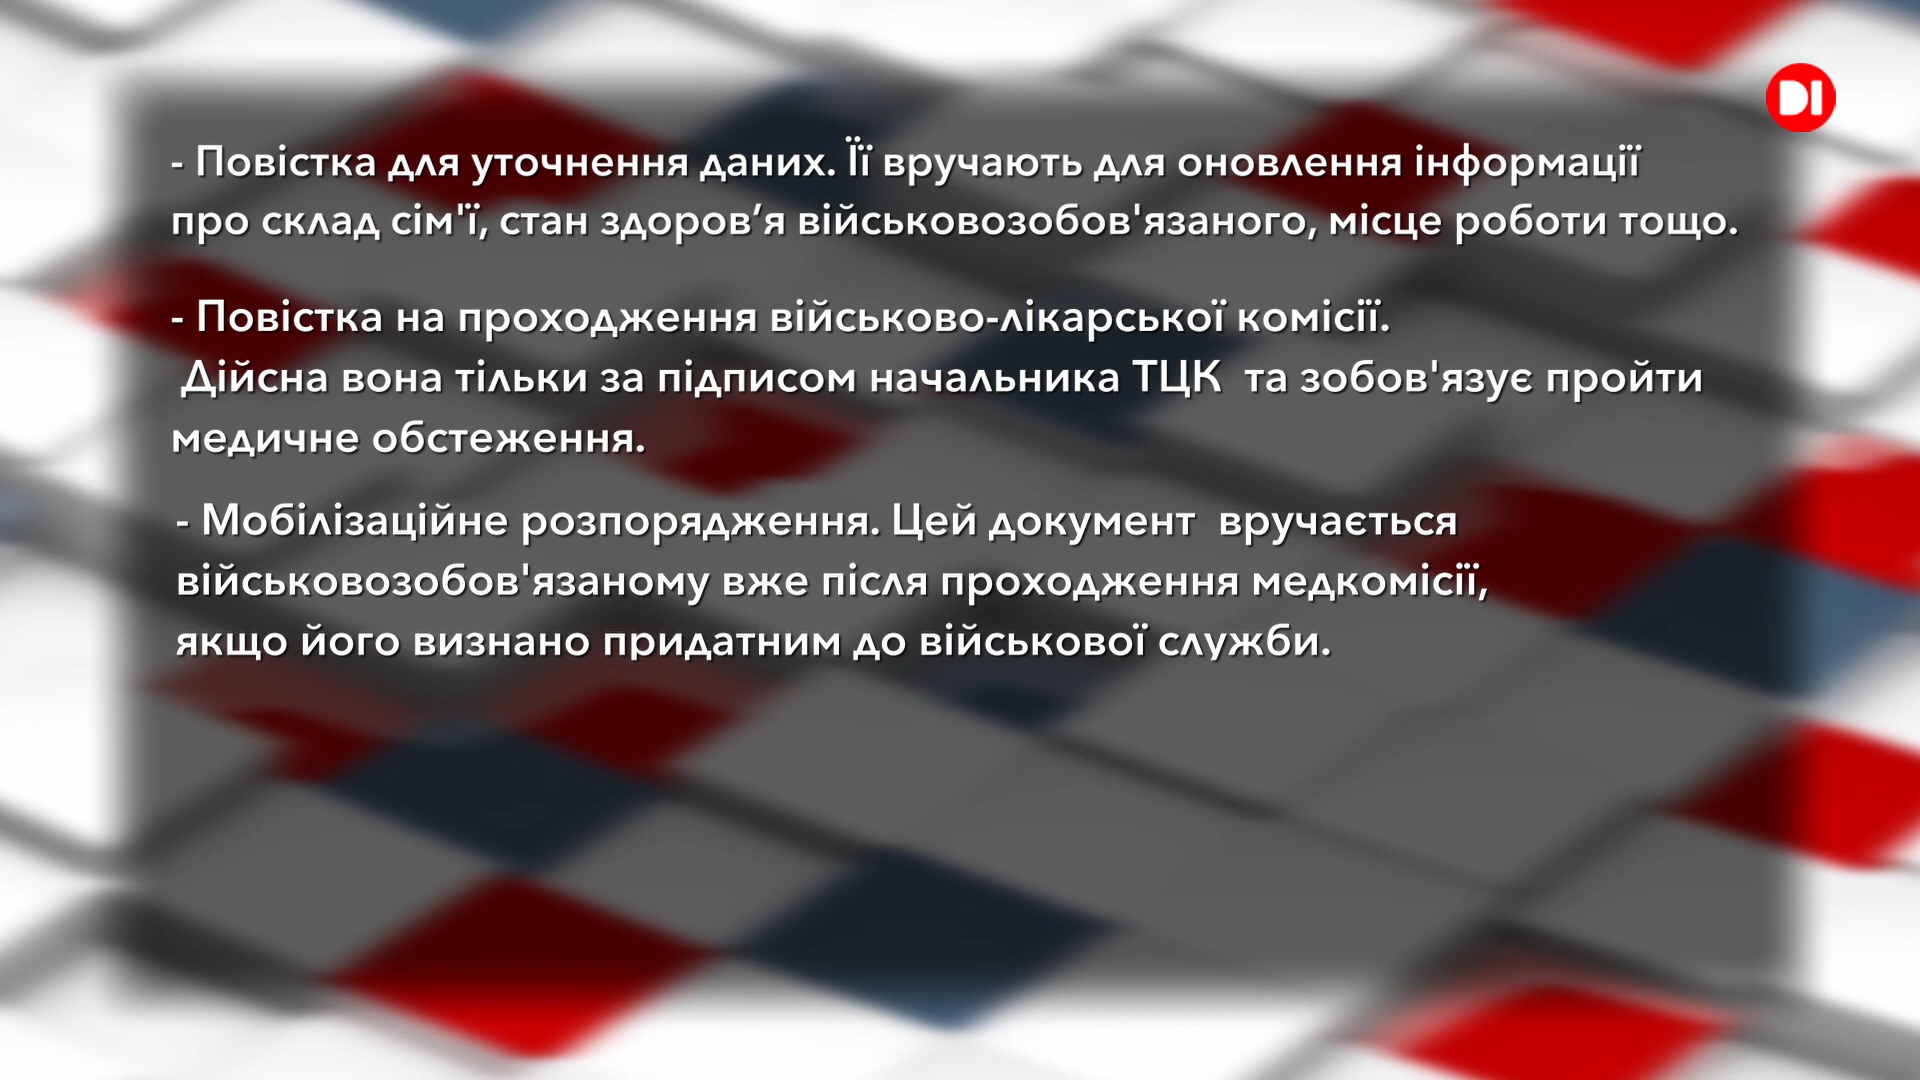 DI
- Повістка для уточнення даних. Її вручають для оновлення інформації
про склад сім'ї, стан здоров’я військовозобов'язаного, місце роботи тощо.
- Повістка на проходження військово-лікарської комісії.
Дійсна вона тільки за підписом начальника ТЦК  та зобов'язує пройти
медичне обстеження.
- Мобілізаційне розпорядження. Цей документ  вручається
військовозобов'язаному вже після проходження медкомісії,
якщо його визнано придатним до військової служби.